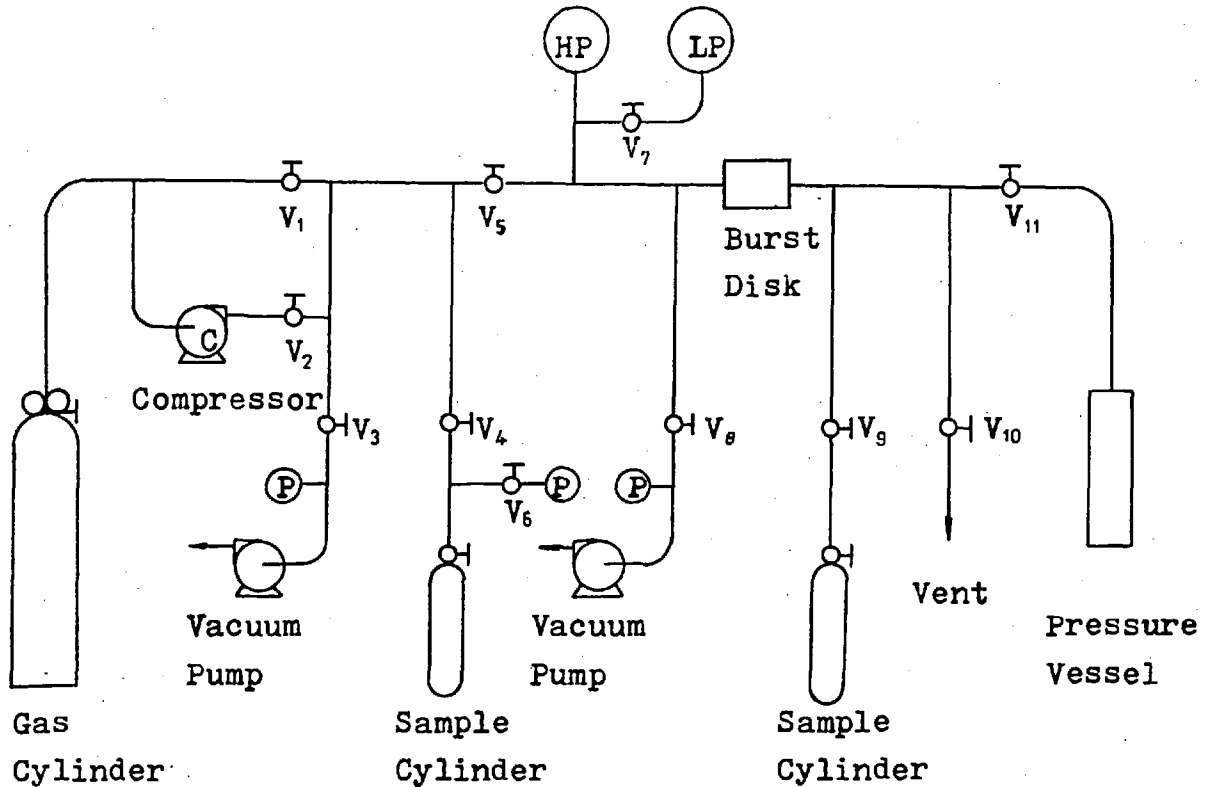 HP
LP
V₇
V₁
V₅
Burst
Disk
V₁₁
C
V₂
Compressor
V₃
V₄
V₈
V₉
V₁₀
P
V₆
P
P
Vacuum
Pump
Sample
Cylinder
Vacuum
Pump
Sample
Cylinder
Vent
Pressure
Vessel
Gas
Cylinder